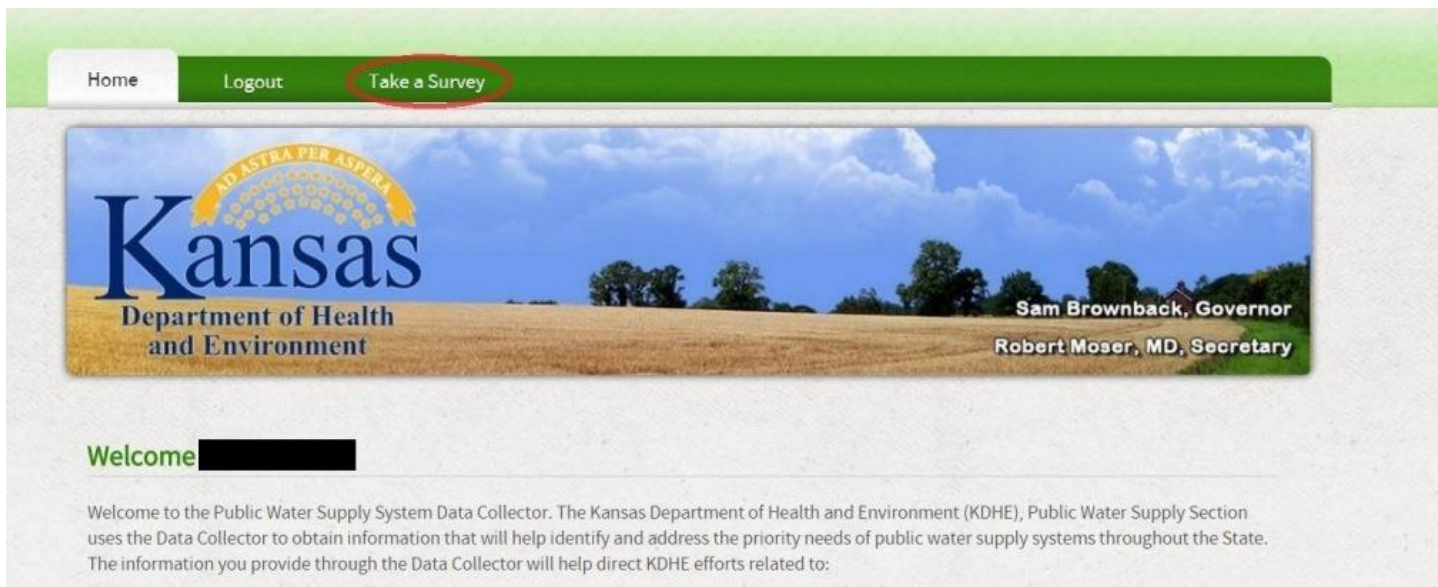 Home Logout Take a Survey
AD ASTRA PER ASPERA
Kansas
Department of Health
and Environment
Sam Brownback, Governor
Robert Moser, MD, Secretary
Welcome
Welcome to the Public Water Supply System Data Collector. The Kansas Department of Health and Environment (KDHE), Public Water Supply Section
uses the Data Collector to obtain information that will help identify and address the priority needs of public water supply systems throughout the State.
The information you provide through the Data Collector will help direct KDHE efforts related to: